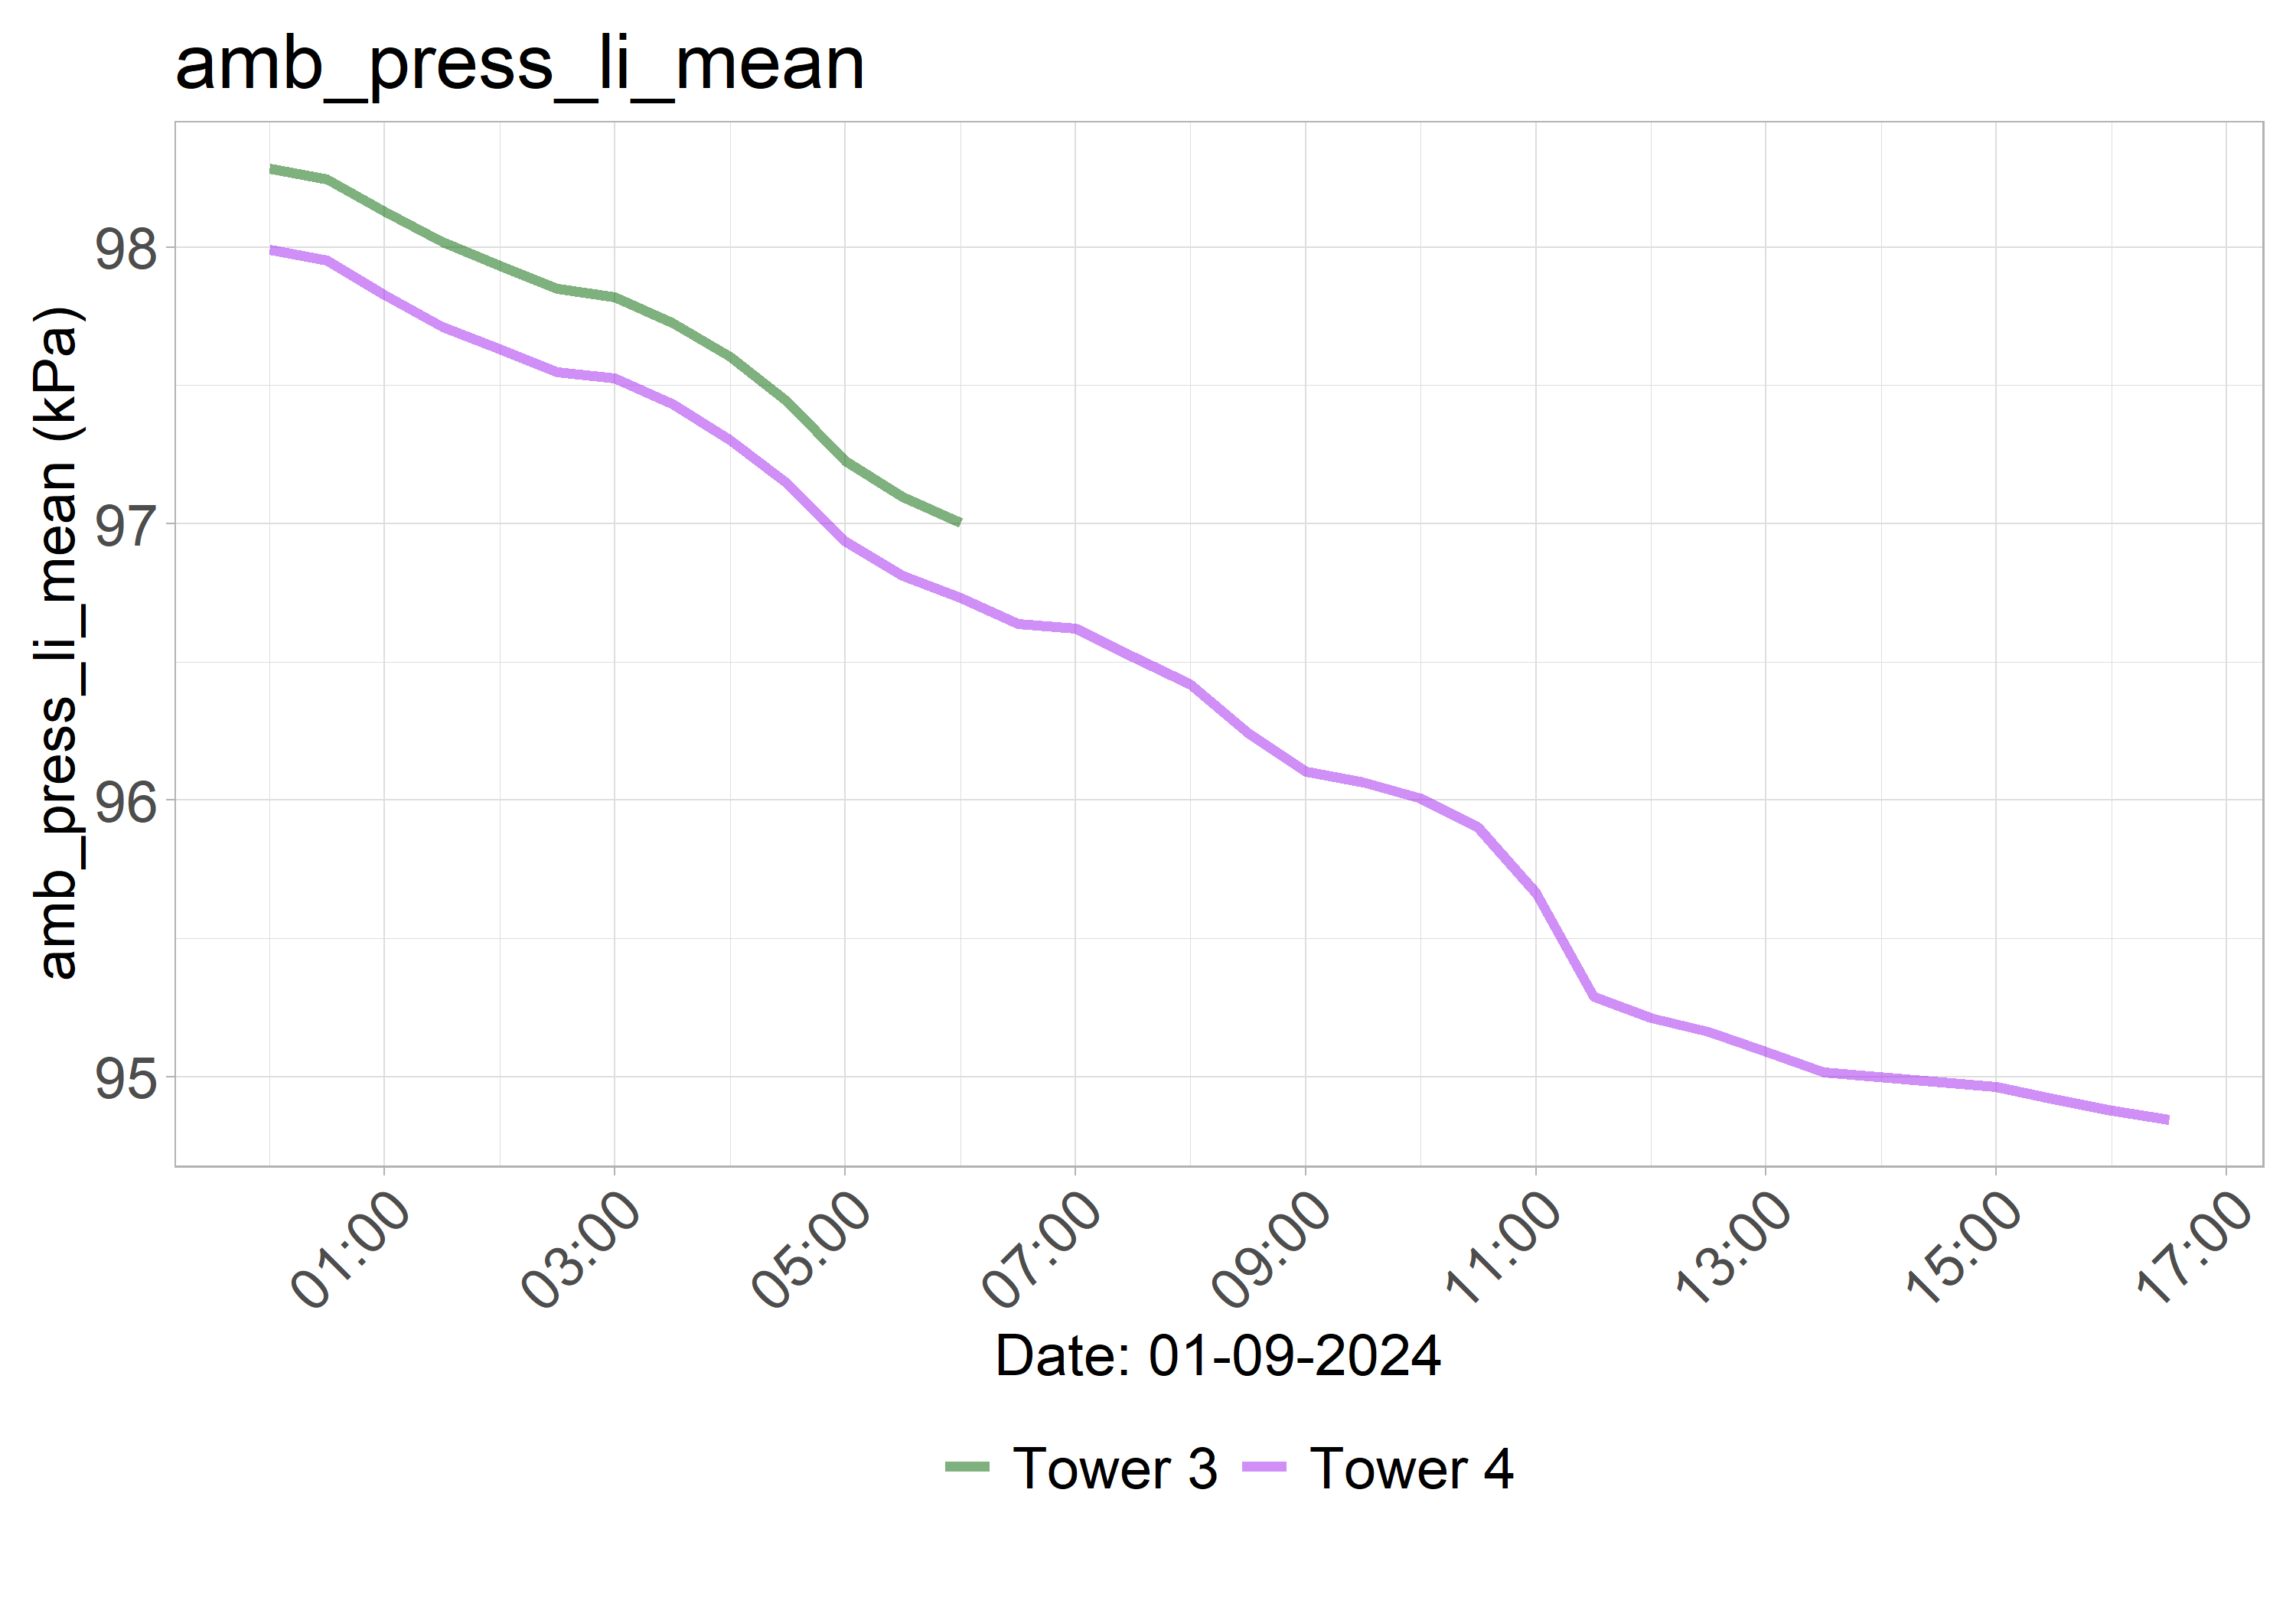 amb_press_li_mean
amb_press_li_mean (kPa)
98
97
96
95
01:00
03:00
05:00
07:00
09:00
11:00
13:00
15:00
17:00
Date: 01-09-2024
Tower 3
Tower 4